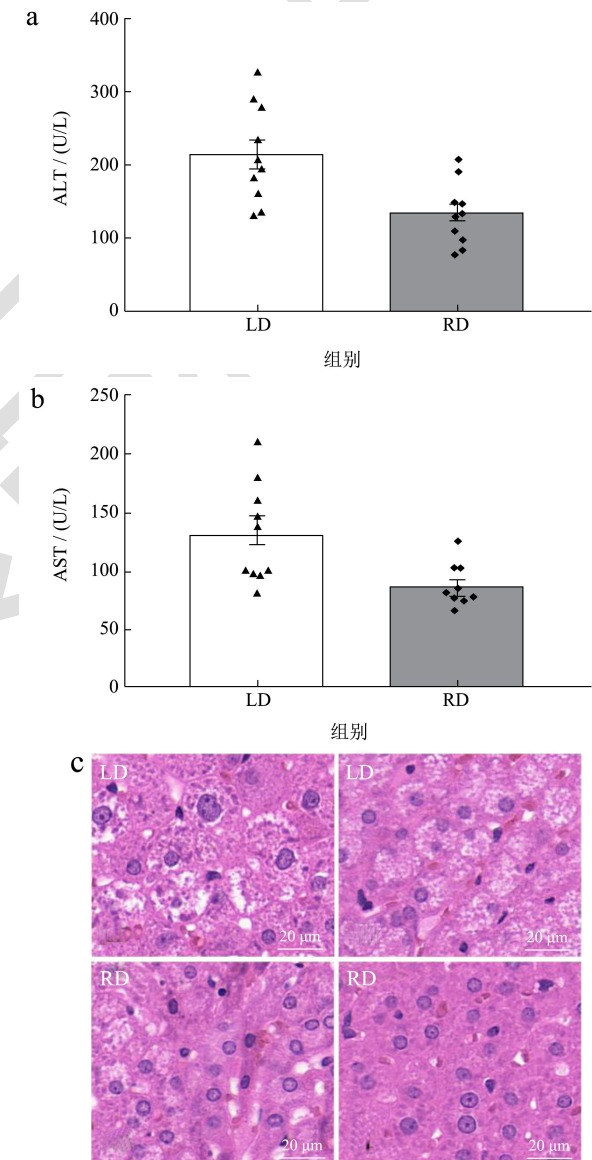 a
400
300
200
100
0
ALT / (U/L)
LD RD
组别
b
250
200
150
100
50
0
AST / (U/L)
LD RD
组别
c
LD LD
20 μm 20 μm
RD RD
20 μm 20 μm